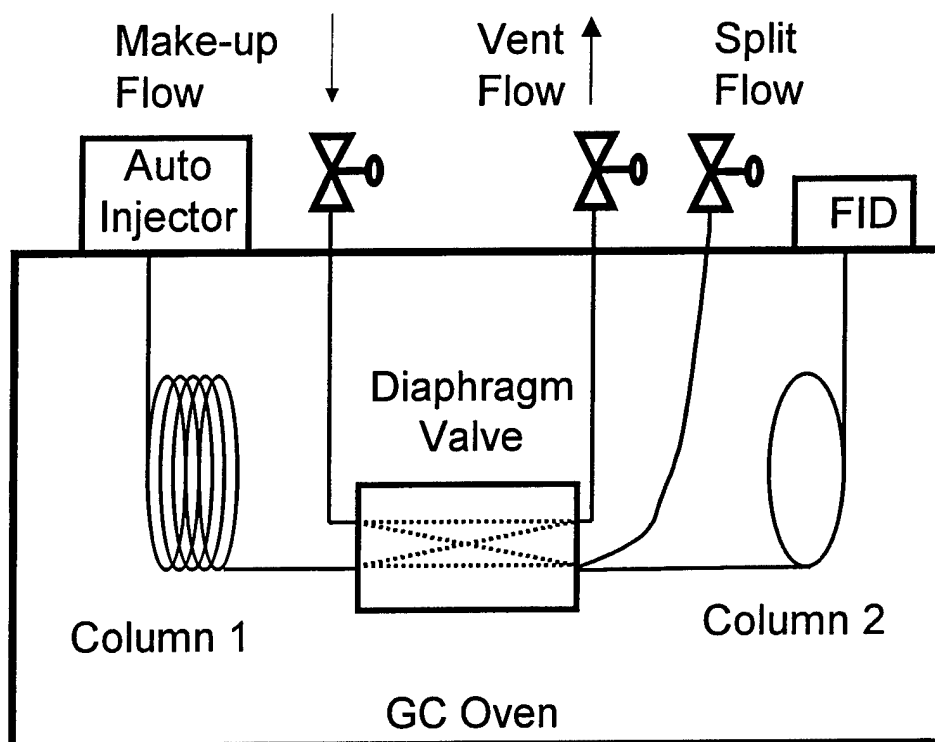 Make-up
Flow
Vent
Flow
Split
Flow
Auto
Injector
FID
Diaphragm
Valve
Column 1
Column 2
GC Oven